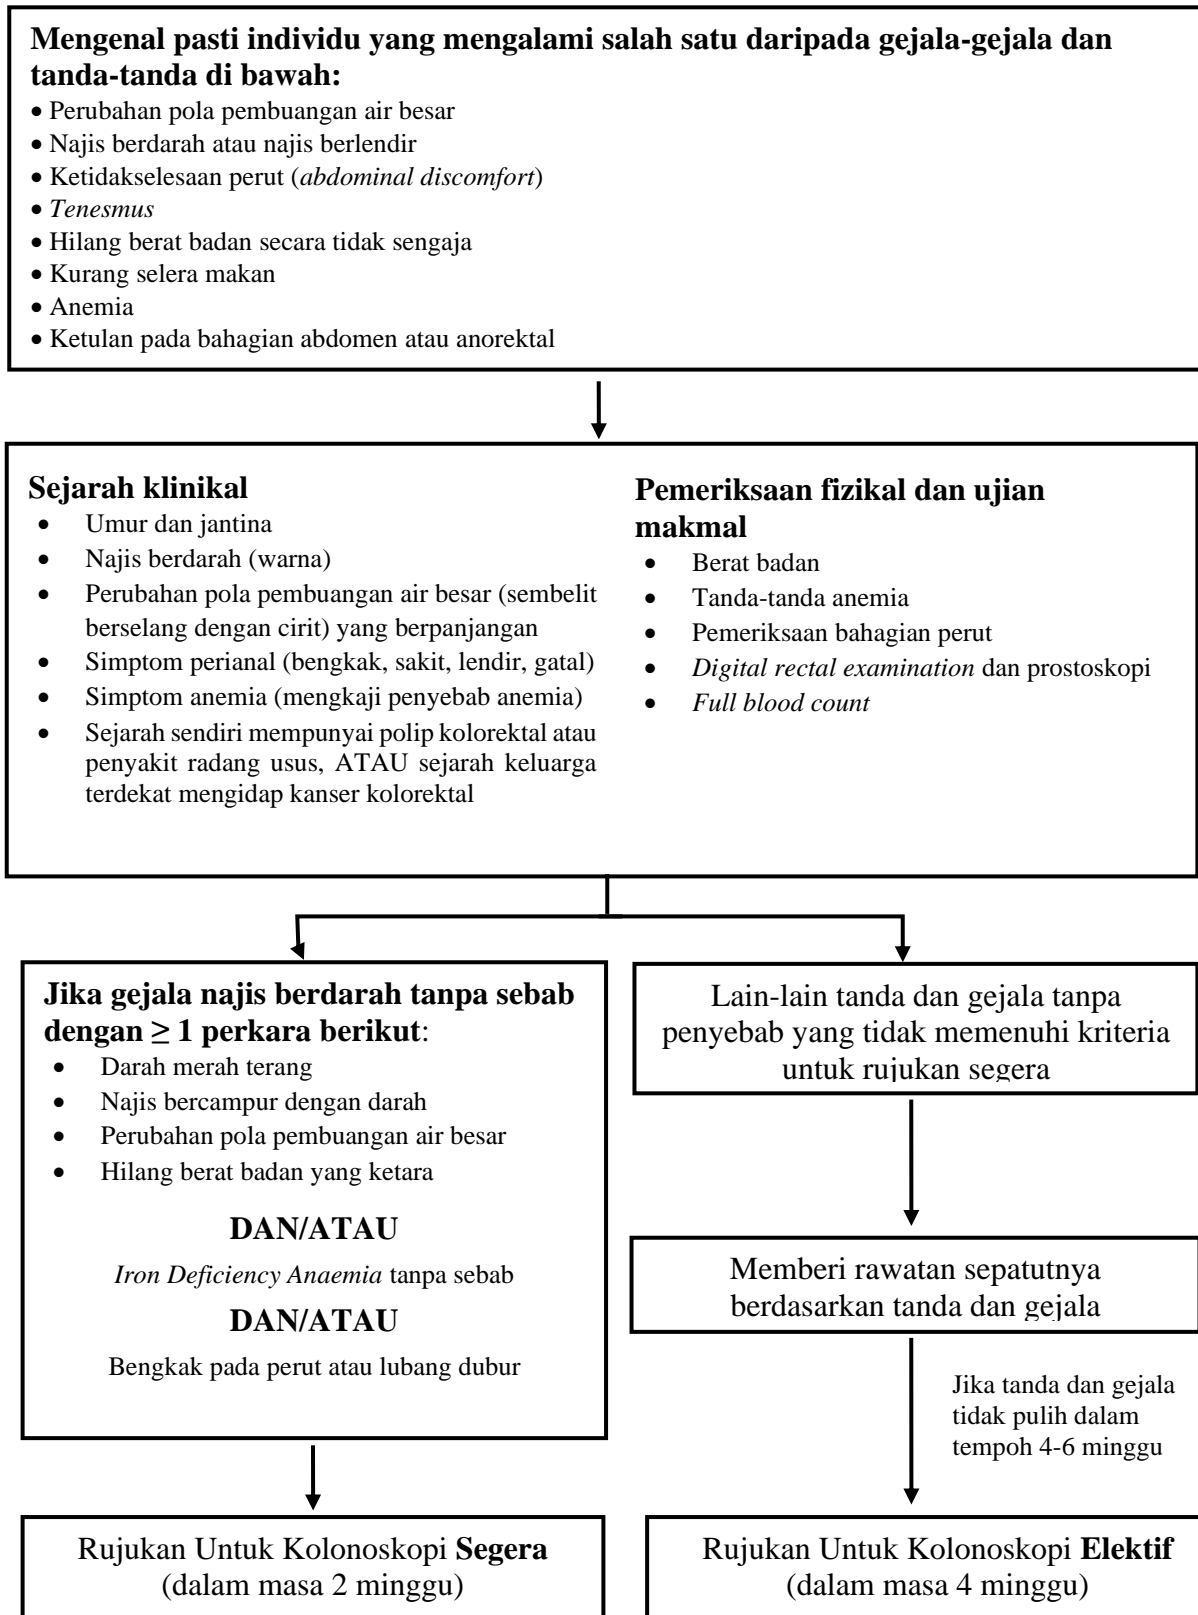 Mengenal pasti individu yang mengalami salah satu daripada gejala-gejala dan
tanda-tanda di bawah:
• Perubahan pola pembuangan air besar
• Najis berdarah atau najis berlendir
• Ketidakselesaan perut (abdominal discomfort)
• Tenesmus
• Hilang berat badan secara tidak sengaja
• Kurang selera makan
• Anemia
• Ketulan pada bahagian abdomen atau anorektal
Sejarah klinikal
• Umur dan jantina
• Najis berdarah (warna)
• Perubahan pola pembuangan air besar (sembelit
berselang dengan cirit) yang berpanjangan
• Simptom perianal (bengkak, sakit, lendir, gatal)
• Simptom anemia (mengkaji penyebab anemia)
• Sejarah sendiri mempunyai polip kolorektal atau
penyakit radang usus, ATAU sejarah keluarga
terdekat mengidap kanser kolorektal
Pemeriksaan fizikal dan ujian
makmal
• Berat badan
• Tanda-tanda anemia
• Pemeriksaan bahagian perut
• Digital rectal examination dan prostoskopi
• Full blood count
Jika gejala najis berdarah tanpa sebab
dengan ≥ 1 perkara berikut:
• Darah merah terang
• Najis bercampur dengan darah
• Perubahan pola pembuangan air besar
• Hilang berat badan yang ketara
DAN/ATAU
Iron Deficiency Anaemia tanpa sebab
DAN/ATAU
Bengkak pada perut atau lubang dubur
Rujukan Untuk Kolonoskopi Segera
(dalam masa 2 minggu)
Lain-lain tanda dan gejala tanpa
penyebab yang tidak memenuhi kriteria
untuk rujukan segera
Memberi rawatan sepatutnya
berdasarkan tanda dan gejala
Jika tanda dan gejala
tidak pulih dalam
tempoh 4-6 minggu
Rujukan Untuk Kolonoskopi Elektif
(dalam masa 4 minggu)